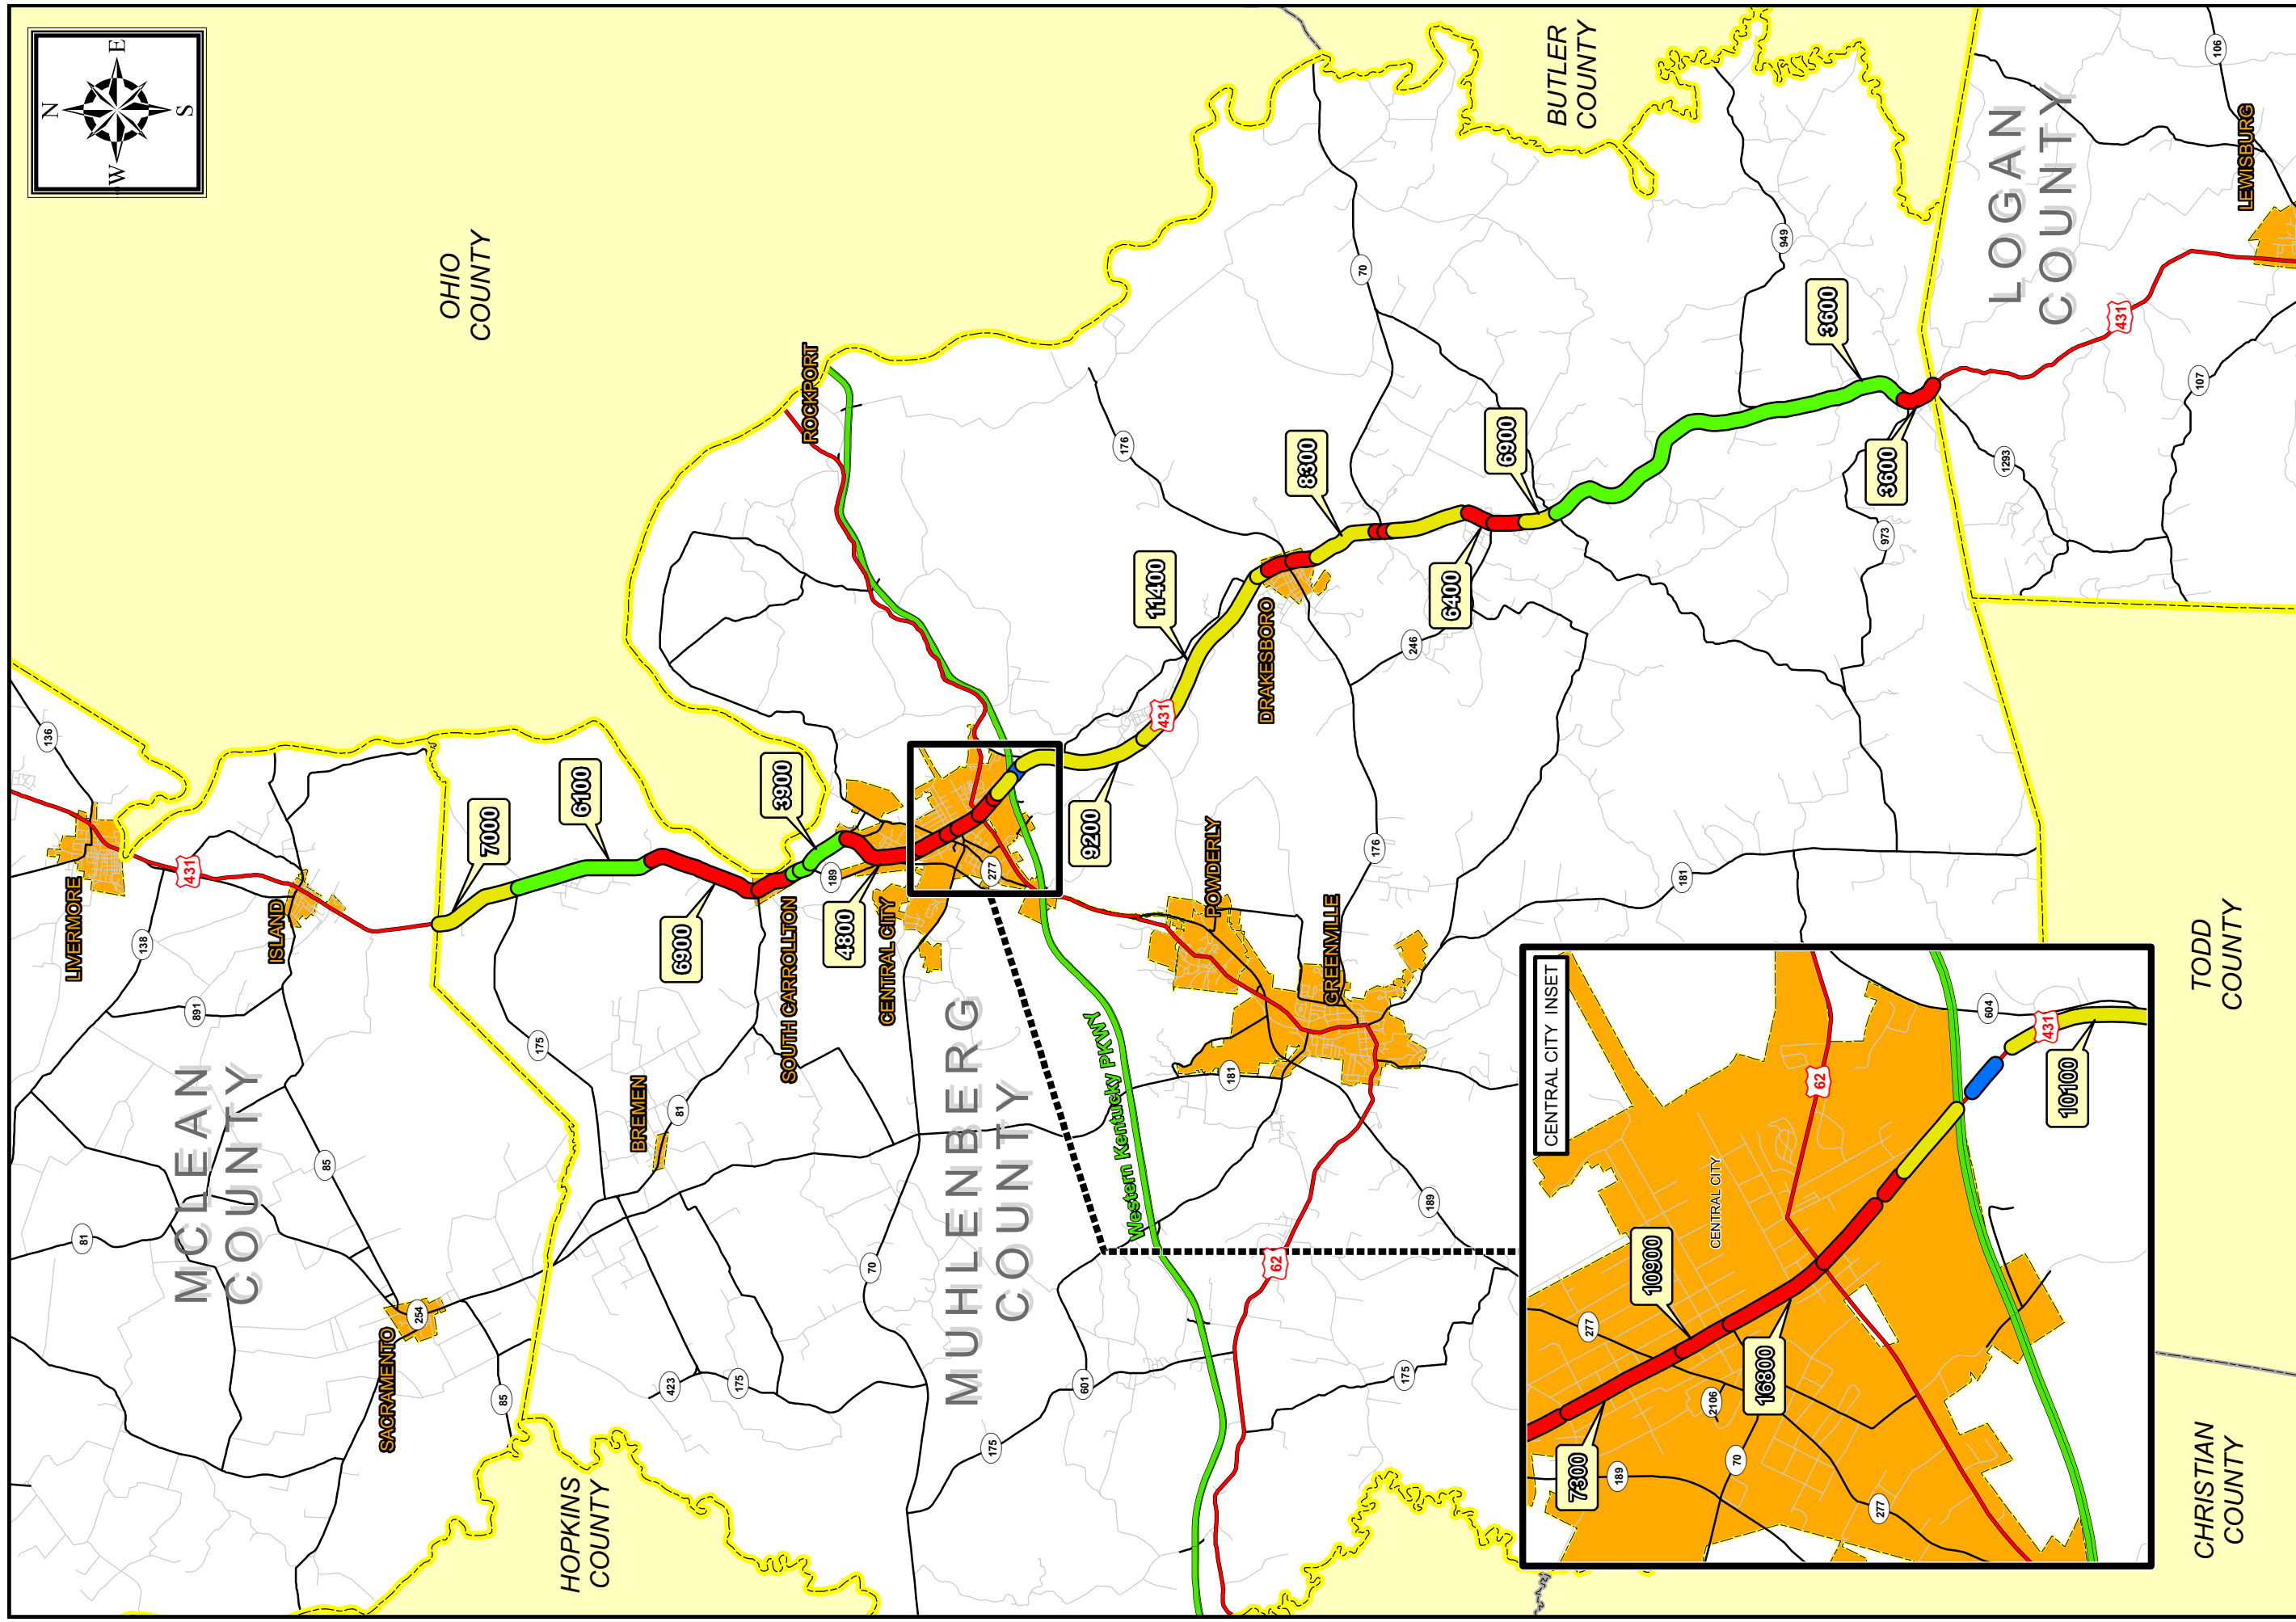 N
W
E
S
OHIO
COUNTY
BUTLER
COUNTY
LOGAN
COUNTY
LEWISBURG
106
107
431
1293
949
3600
3600
973
70
6900
6400
246
8300
DRAKESBORO
176
11400
431
ROCKPORT
136
LIVERMORE
431
ISLAND
138
891
7000
6100
3900
6900
SOUTH CARROLLTON
189
4800
CENTRAL CITY
277
9200
POWDERLY
GREENVILLE
176
181
MCLEAN
COUNTY
175
BREMEN
81
85
81
254
SACRAMENTO
85
423
175
70
MUHLENBERG
COUNTY
Western Kentucky PKWY
181
189
62
601
175
175
HOPKINS
COUNTY
TODD
COUNTY
CHRISTIAN
COUNTY
CENTRAL CITY INSET
CENTRAL CITY
62
604
431
10100
10900
277
16800
2106
7300
189
70
277